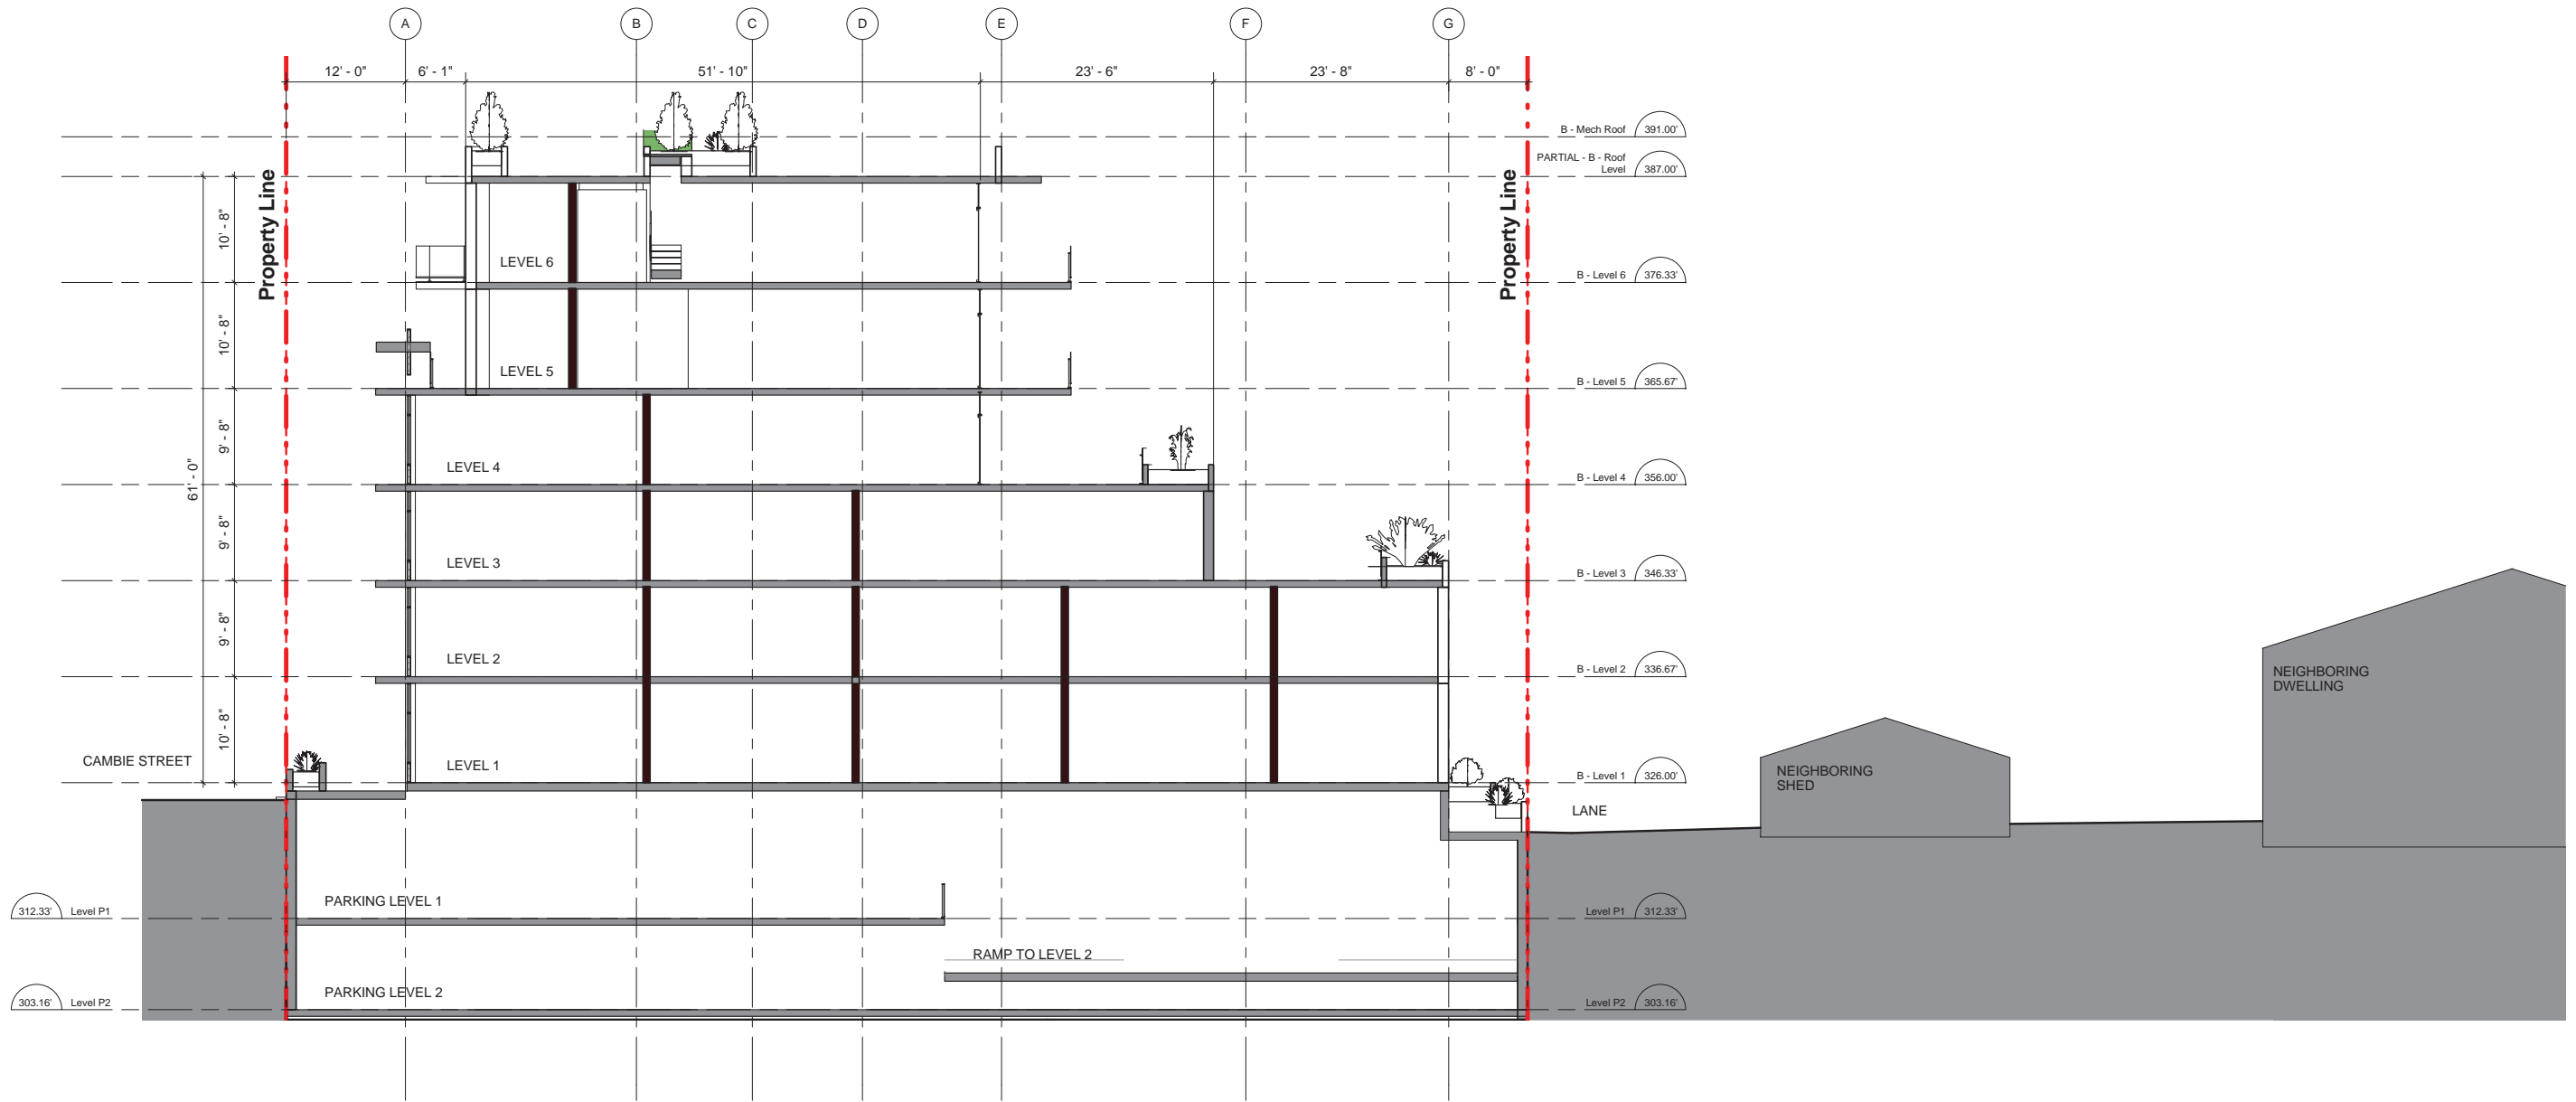 A B C D E F G
12' - 0" 6' - 1" 51' - 10" 23' - 6" 23' - 8" 8' - 0"
B - Mech Roof 391.00'
PARTIAL - B - Roof
Level 387.00'
Property Line
Property Line
10' - 8"
LEVEL 6
B - Level 6 376.33'
10' - 8"
LEVEL 5
B - Level 5 365.67'
9' - 8"
LEVEL 4
61' - 0"
B - Level 4 356.00'
9' - 8"
LEVEL 3
B - Level 3 346.33'
9' - 8"
LEVEL 2
B - Level 2 336.67'
NEIGHBORING
DWELLING
10' - 8"
CAMBIE STREET
LEVEL 1
B - Level 1 326.00'
NEIGHBORING
SHED
LANE
PARKING LEVEL 1
312.33' Level P1
Level P1 312.33'
RAMP TO LEVEL 2
PARKING LEVEL 2
303.16' Level P2
Level P2 303.16'